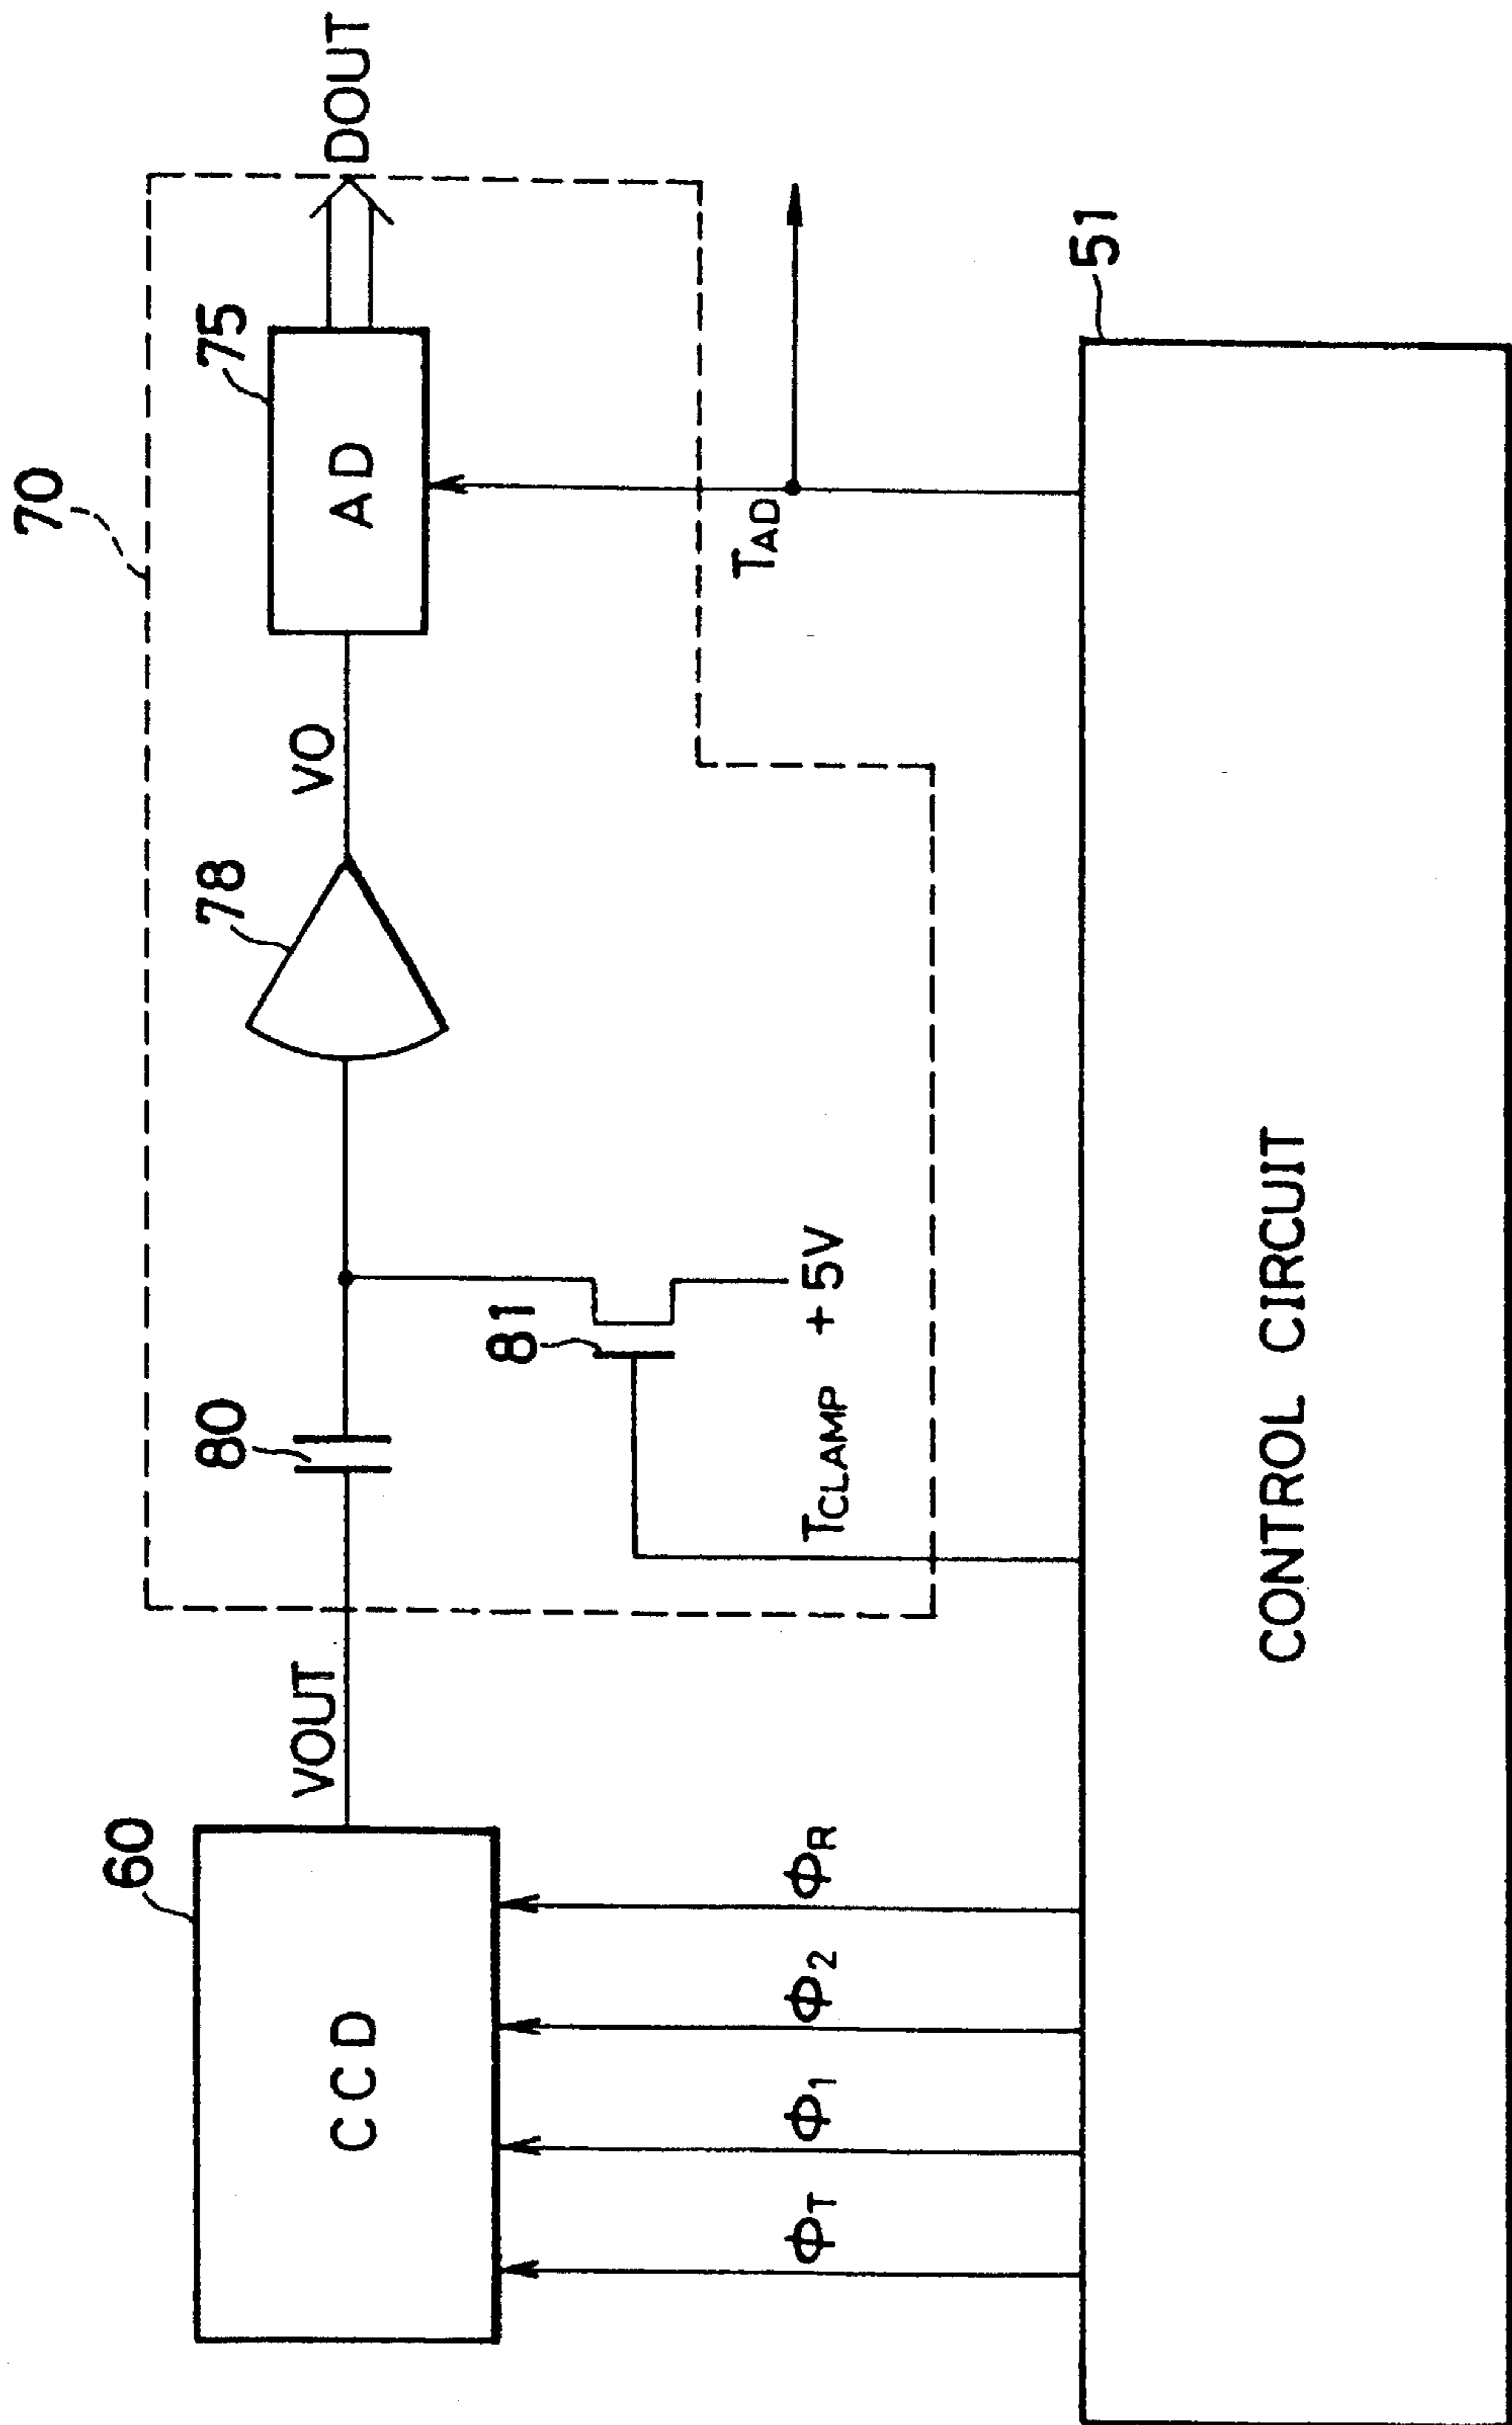 70
60
VOUT
80
78
VO
75
DOUT
CCD
AD
81
TCLAMP
+5V
TAD
ΦT
Φ1
Φ2
ΦR
51
CONTROL CIRCUIT